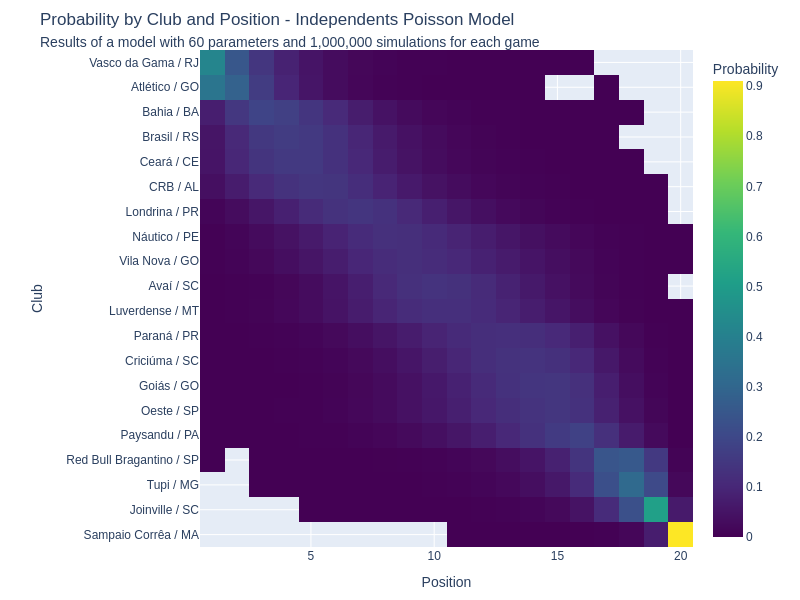 Probability by Club and Position - Independents Poisson Model
Results of a model with 60 parameters and 1,000,000 simulations for each game
Probability
Vasco da Gama / RJ
Atlético / GO
Bahia / BA
Brasil / RS
Ceará / CE
CRB / AL
Londrina / PR
Náutico / PE
Vila Nova / GO
Avaí / SC
Luverdense / MT
Paraná / PR
Criciúma / SC
Goiás / GO
Oeste / SP
Paysandu / PA
Red Bull Bragantino / SP
Tupi / MG
Joinville / SC
Sampaio Corrêa / MA
Club
5
10
15
20
Position
0.9
0.8
0.7
0.6
0.5
0.4
0.3
0.2
0.1
0